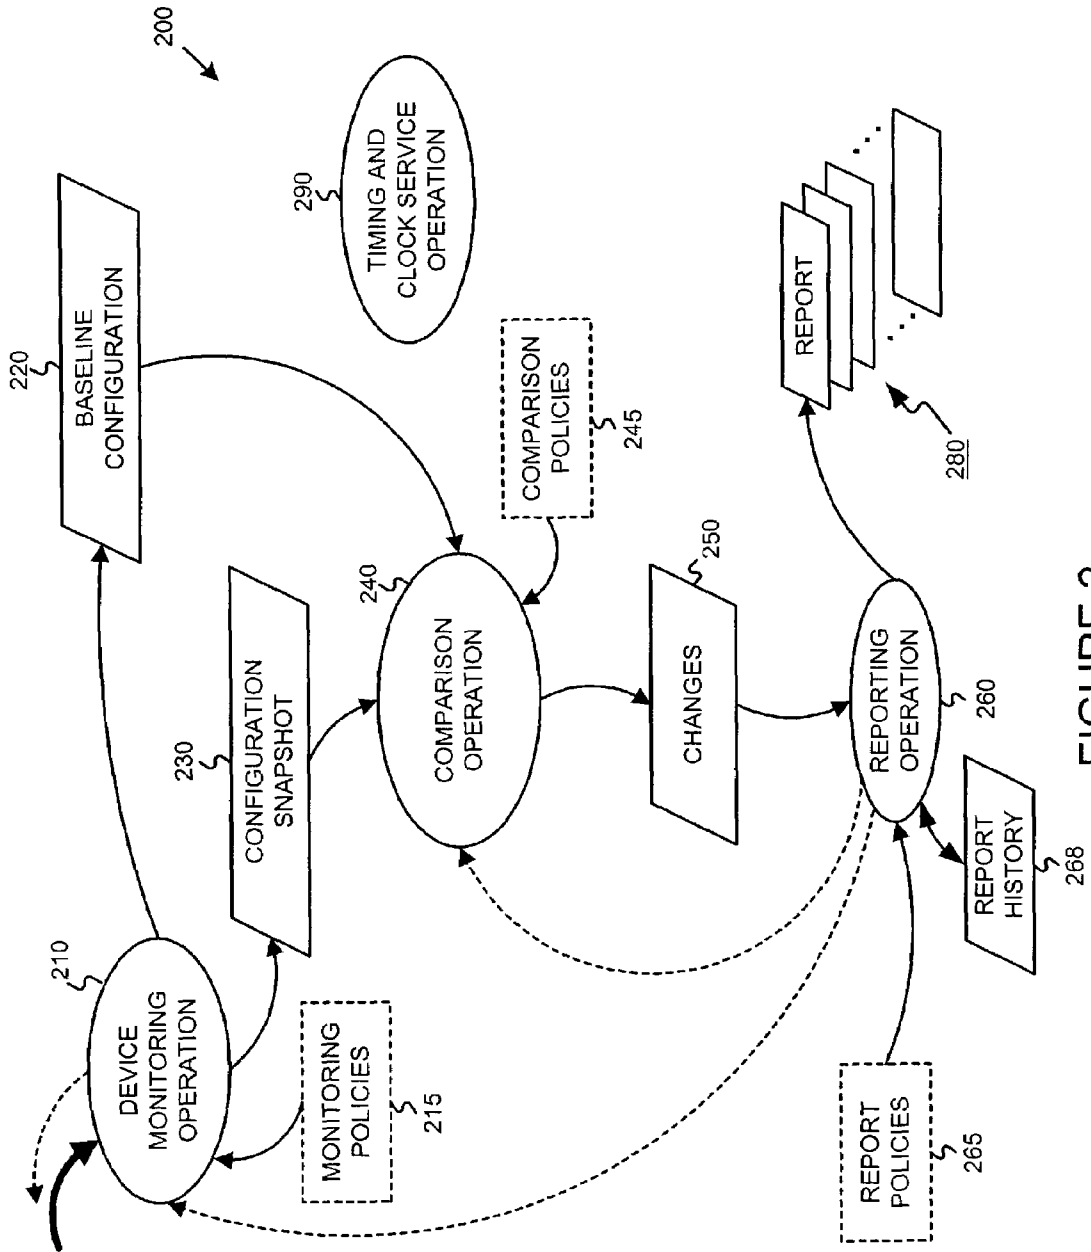 200
210
DEVICE
MONITORING
OPERATION
220
BASELINE
CONFIGURATION
230
CONFIGURATION
SNAPSHOT
MONITORING
POLICIES
215
290
TIMING AND
CLOCK SERVICE
OPERATION
240
COMPARISON
OPERATION
COMPARISON
POLICIES
245
250
CHANGES
REPORT
280
REPORTING
OPERATION
260
REPORT
POLICIES
265
REPORT
HISTORY
268
FIGURE